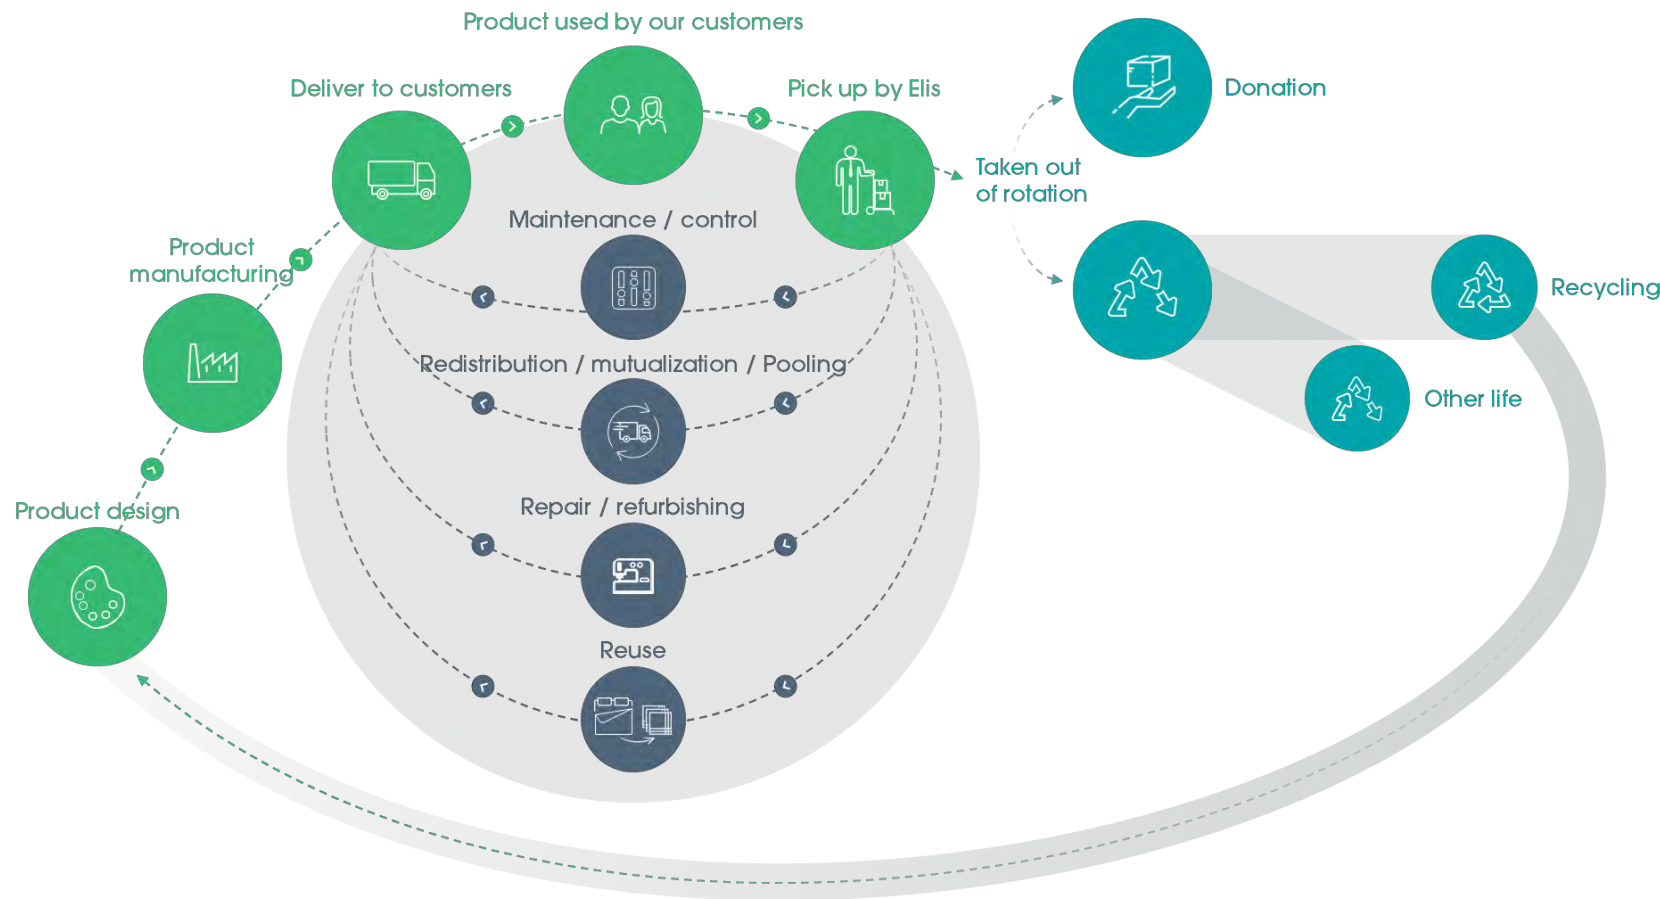 Product used by our customers
Deliver to customers
Pick up by Elis
Donation
Taken out
of rotation
Maintenance / control
Product
manufacturing
Recycling
Redistribution / mutualization / Pooling
Other life
Repair / refurbishing
Product design
Reuse